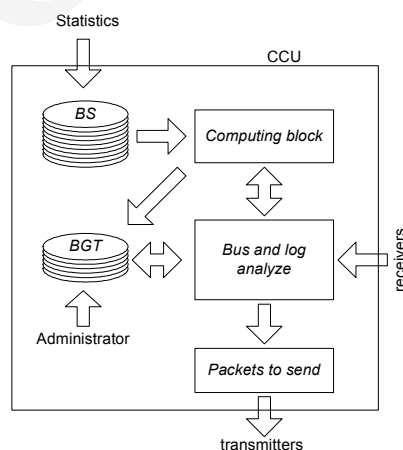 Statistics
CCU
BS
Computing block
BGT
Bus and log
analyze
receivers
Administrator
Packets to send
transmitters